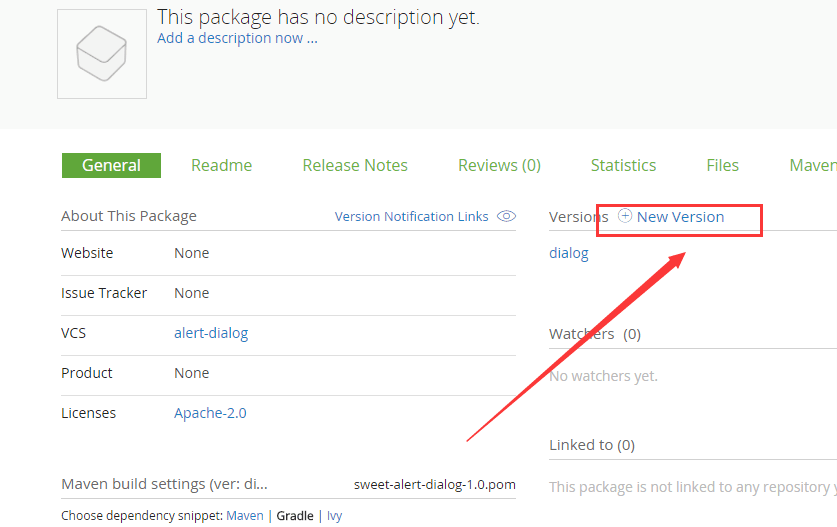 This package has no description yet.
Add a description now ...
General Readme Release Notes Reviews (0) Statistics Files Maven
About This Package Version Notification Links
Website None
Issue Tracker None
VCS alert-dialog
Product None
Licenses Apache-2.0
Maven build settings (ver: di... sweet-alert-dialog-1.0.pom
Choose dependency snippet: Maven | Gradle | Ivy
Versions New Version
dialog
Watchers (0)
No watchers yet.
Linked to (0)
This package is not linked to any repository y